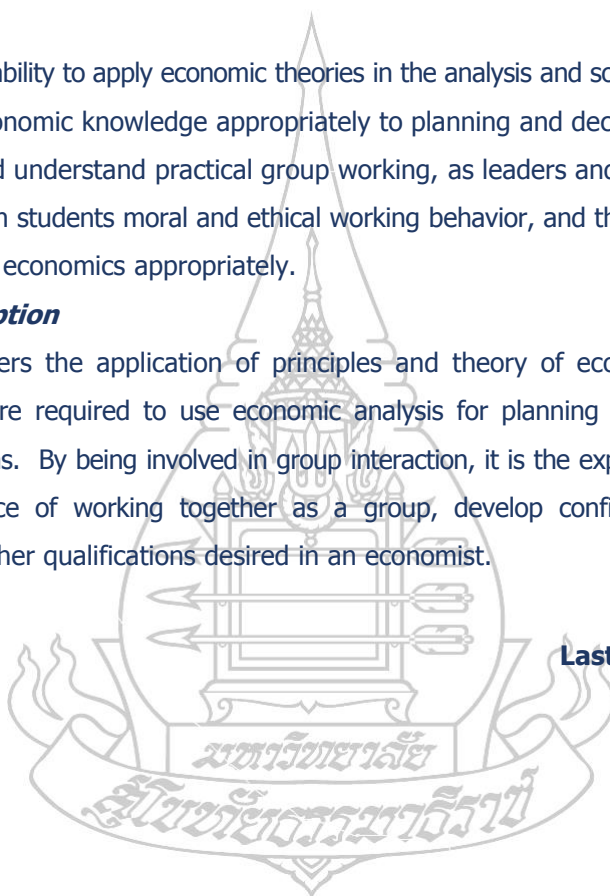 ability to apply economic theories in the analysis and so
onomic knowledge appropriately to planning and dec
d understand practical group working, as leaders and
n students moral and ethical working behavior, and th
economics appropriately.
ption
ers the application of principles and theory of eco
re required to use economic analysis for planning
ns. By being involved in group interaction, it is the exp
ce of working together as a group, develop confi
her qualifications desired in an economist.
Last
มหาวิทยาลัย
สุโขทัยธรรมาธิราช